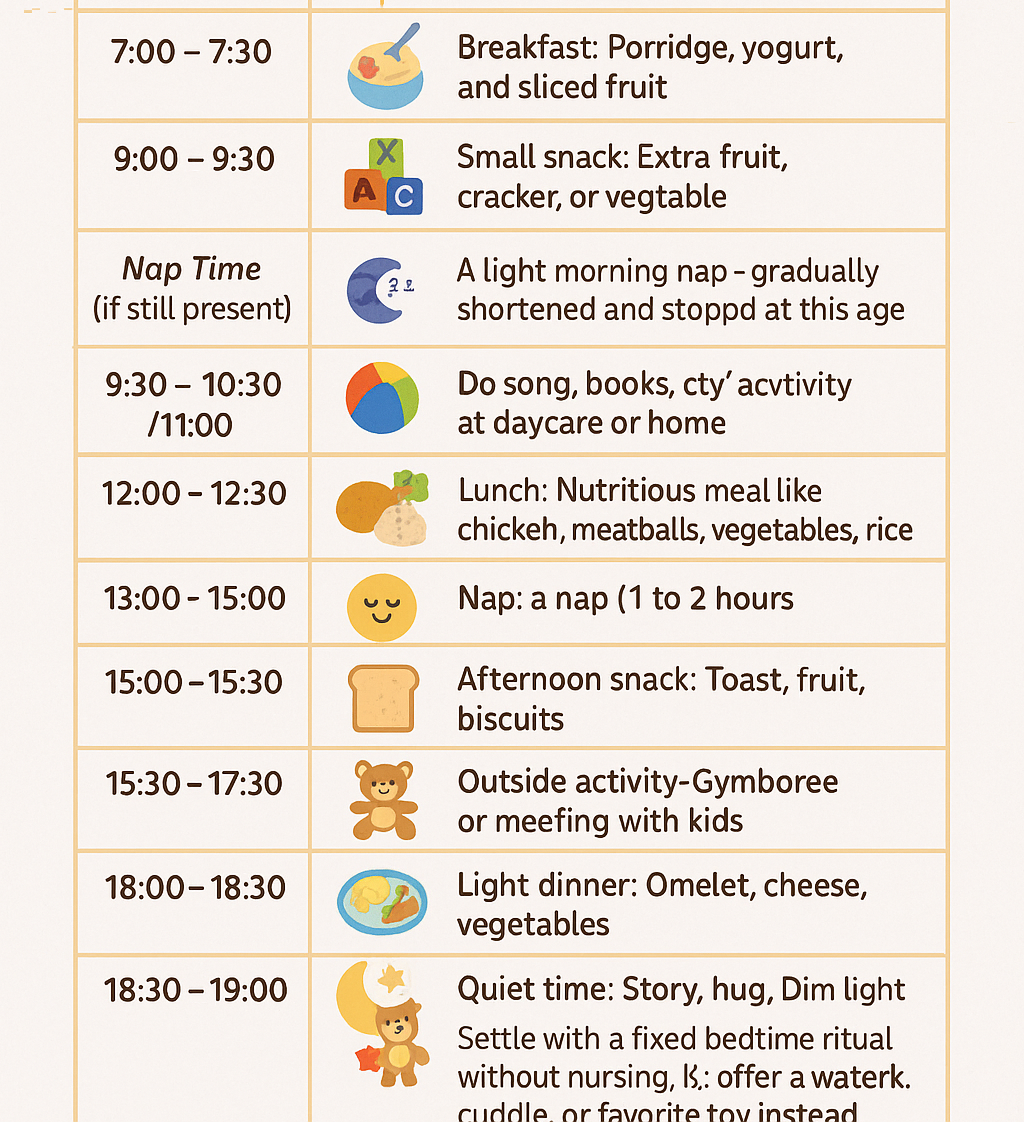 7:00 – 7:30
Breakfast: Porridge, yogurt,
and sliced fruit
9:00 – 9:30
X
A C
Small snack: Extra fruit,
cracker, or vegtable
Nap Time
(if still present)
A light morning nap - gradually
shortened and stoppd at this age
9:30 – 10:30
/11:00
Do song, books, cty’ acvtivity
at daycare or home
12:00 – 12:30
Lunch: Nutritious meal like
chickeh, meatballs, vegetables, rice
13:00 - 15:00
Nap: a nap (1 to 2 hours
15:00 – 15:30
Afternoon snack: Toast, fruit,
biscuits
15:30 – 17:30
Outside activity-Gymboree
or meefing with kids
18:00 – 18:30
Light dinner: Omelet, cheese,
vegetables
18:30 – 19:00
Quiet time: Story, hug, Dim light
Settle with a fixed bedtime ritual
without nursing, offer a waterk.
cuddle, or favorite toy instead